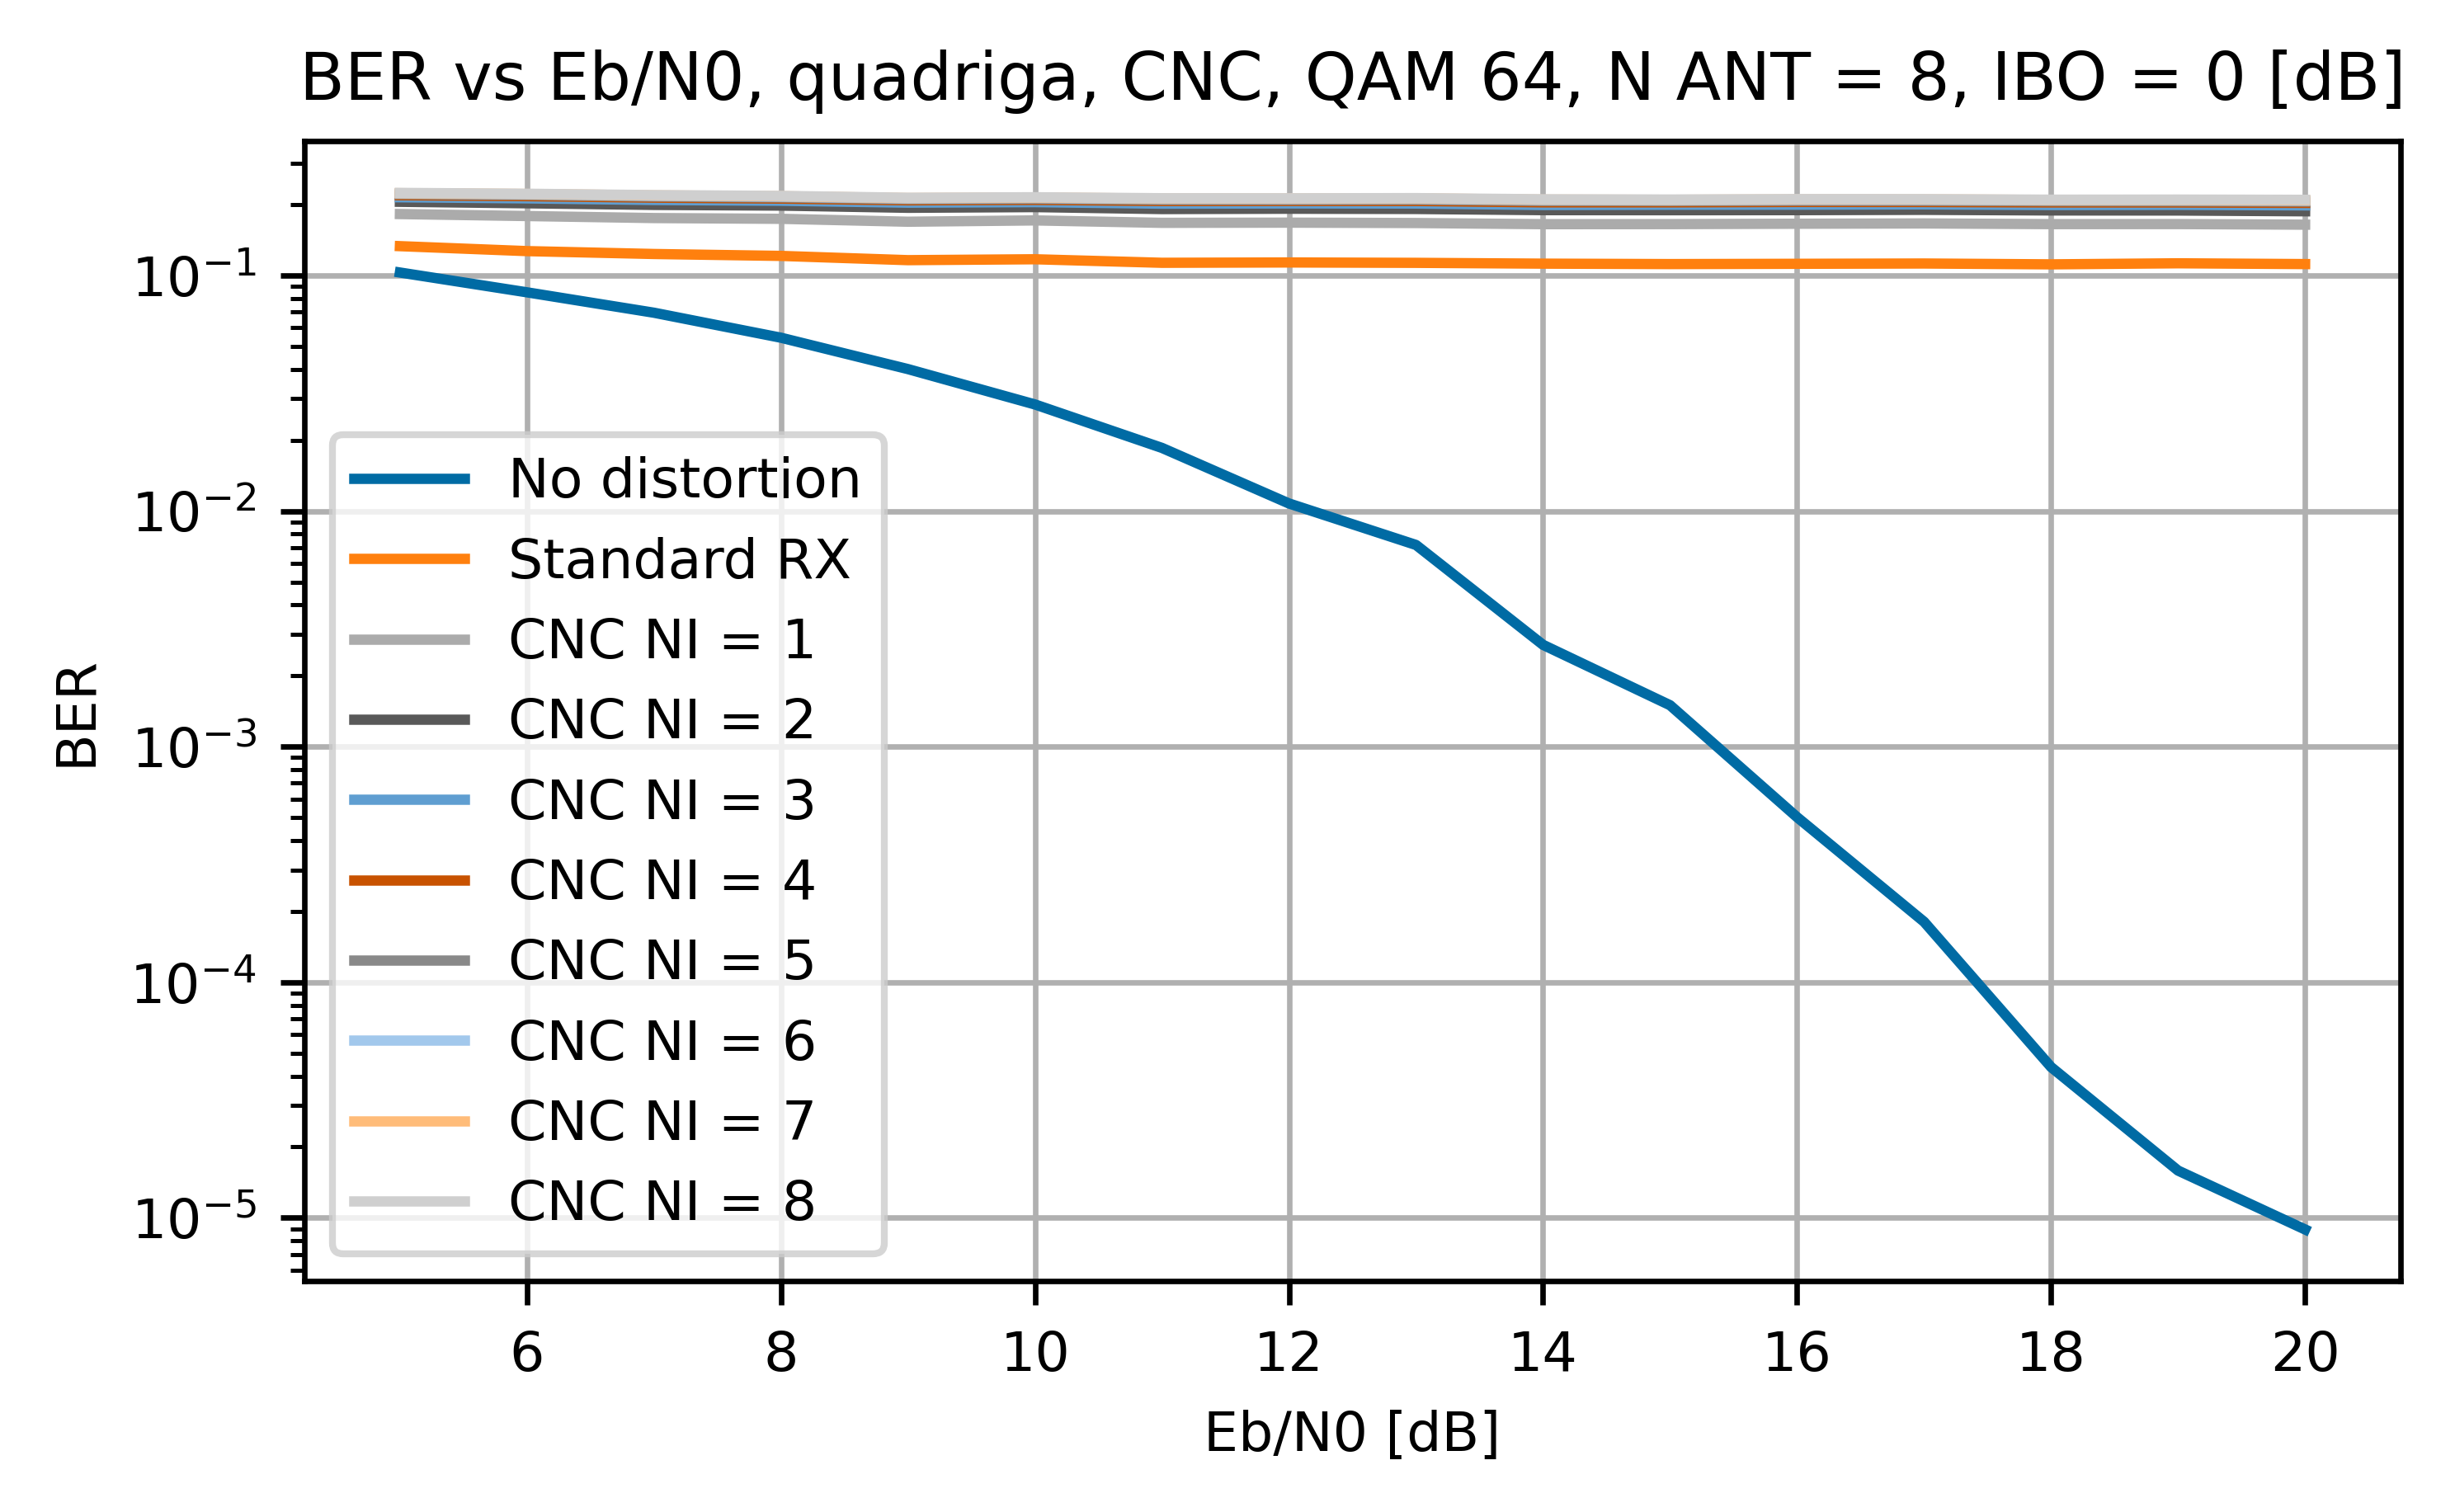 BER vs Eb/N0, quadriga, CNC, QAM 64, N ANT = 8, IBO = 0 [dB]
BER
10⁻¹
10⁻²
10⁻³
10⁻⁴
10⁻⁵
No distortion
Standard RX
CNC NI = 1
CNC NI = 2
CNC NI = 3
CNC NI = 4
CNC NI = 5
CNC NI = 6
CNC NI = 7
CNC NI = 8
6 8 10 12 14 16 18 20
Eb/N0 [dB]